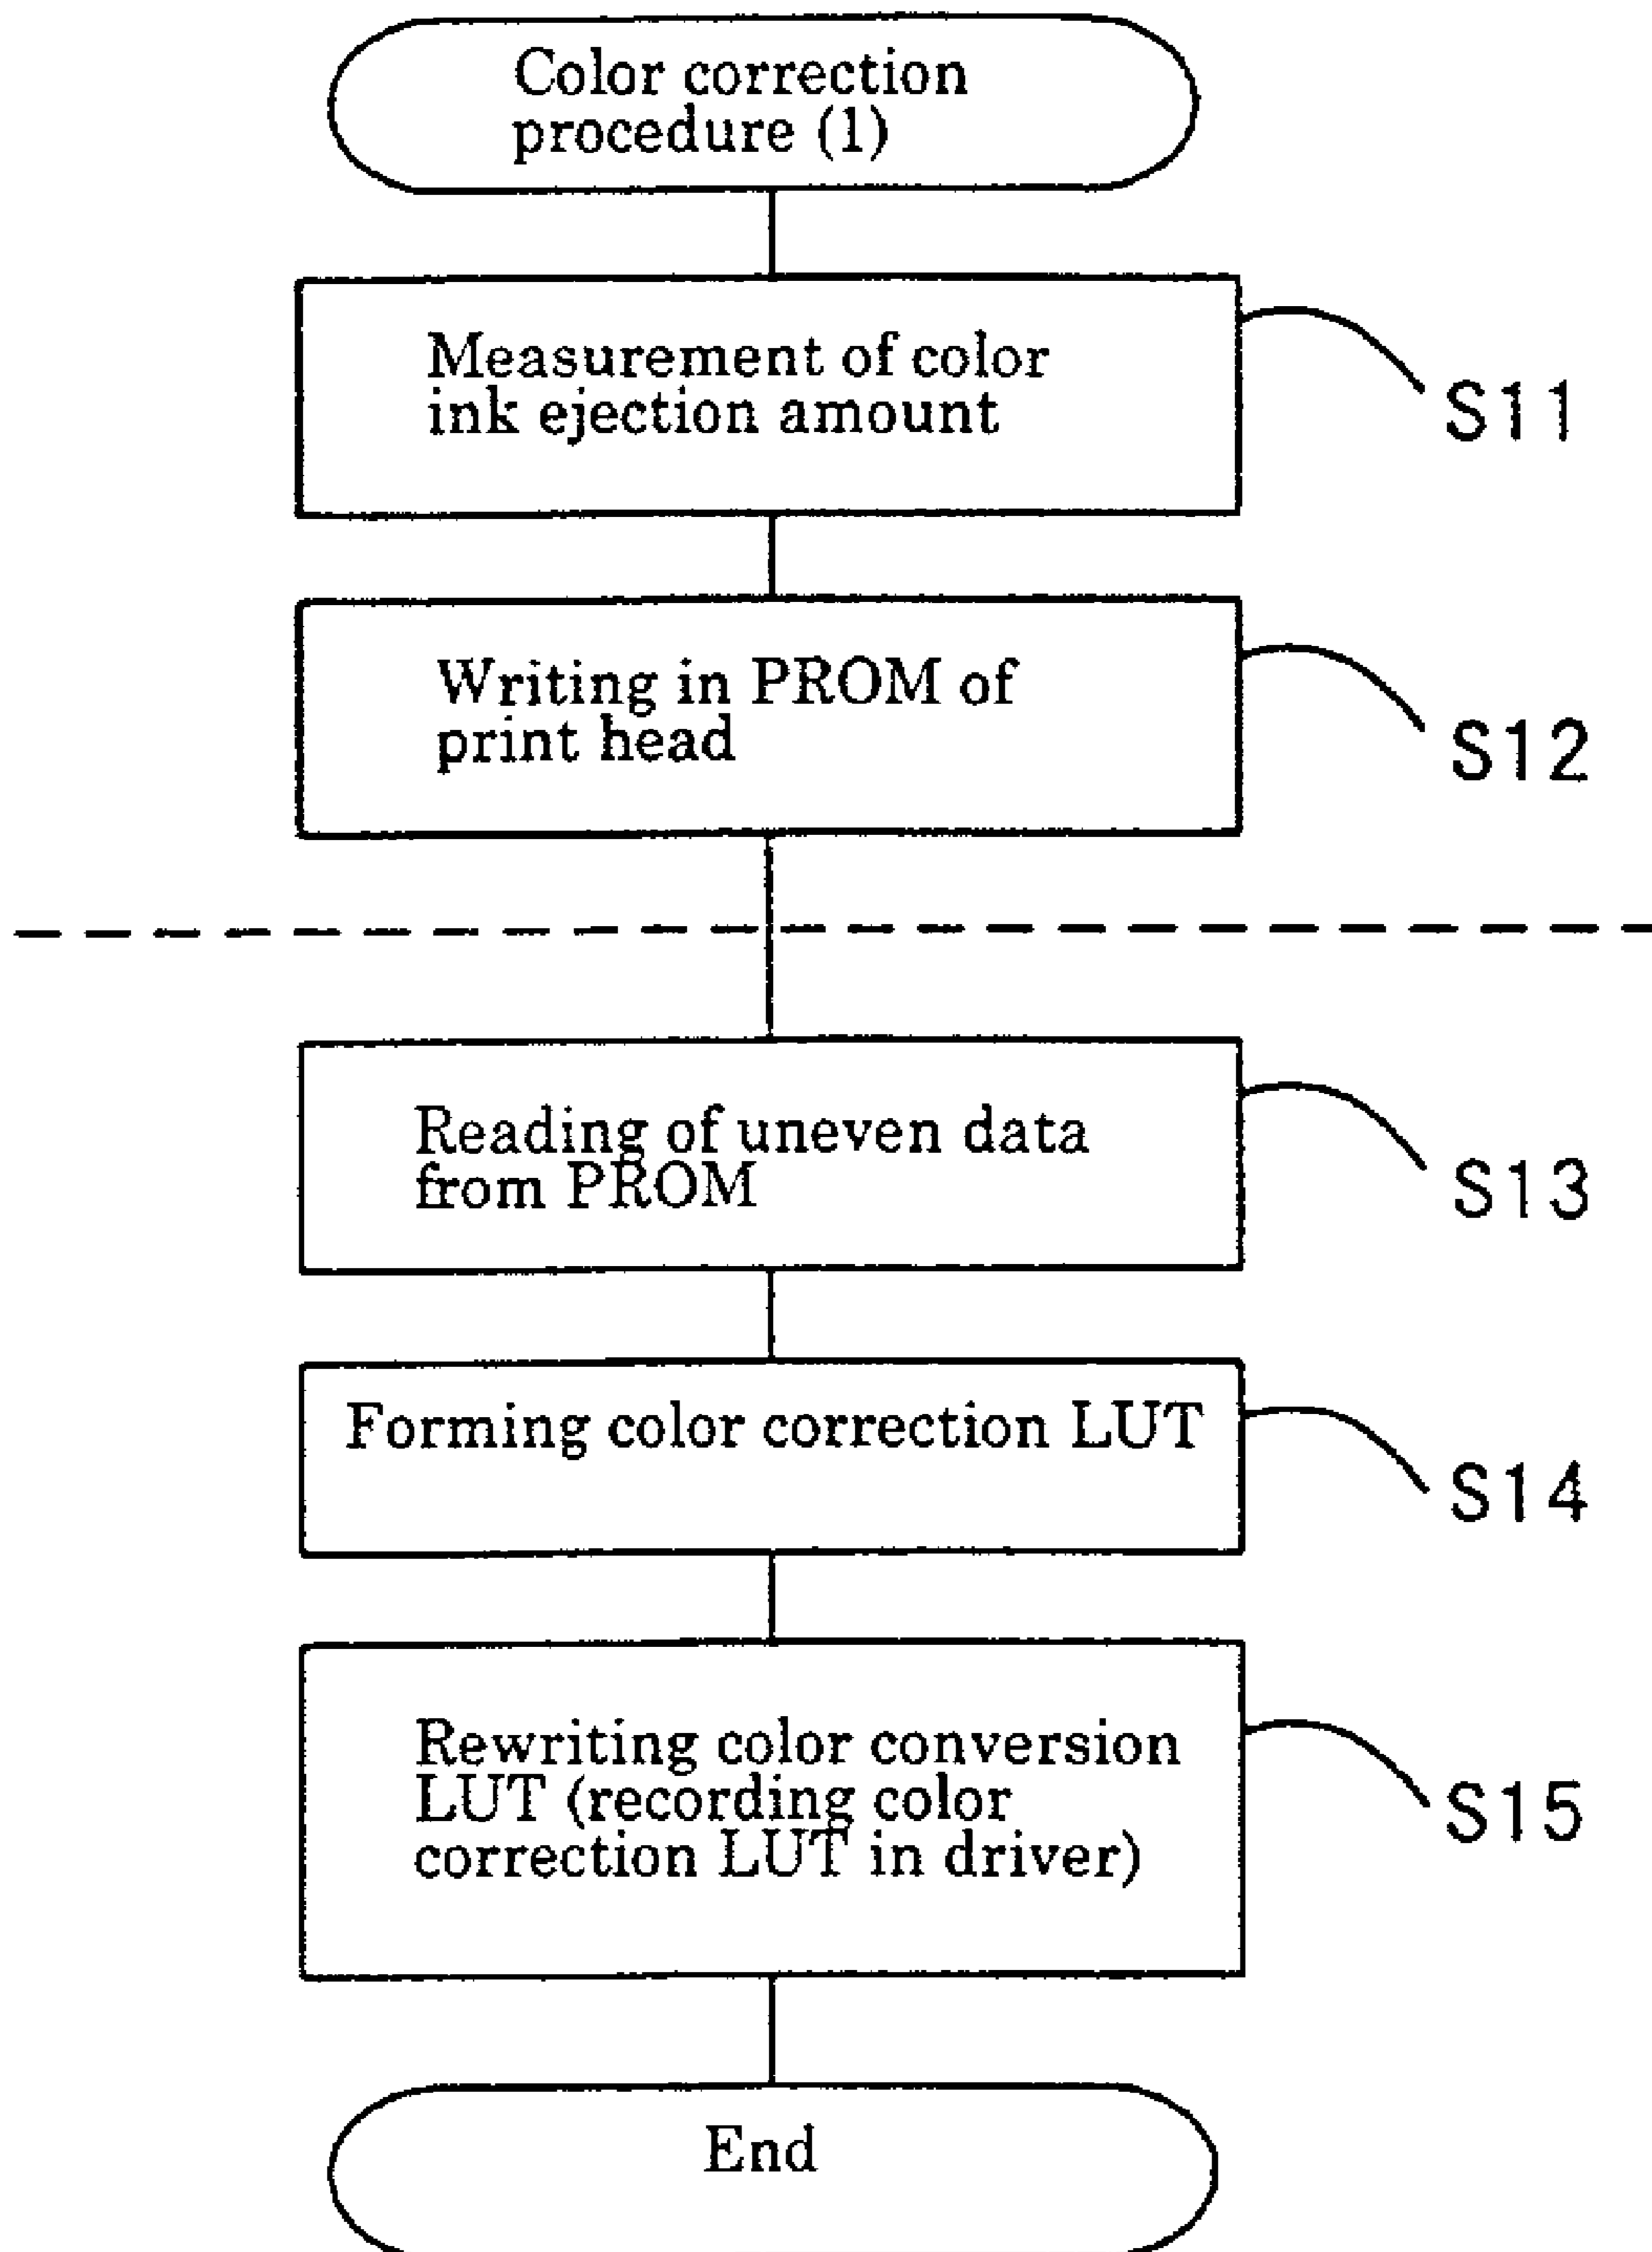 Color correction
procedure (1)
Measurement of color
ink ejection amount
S11
Writing in PROM of
print head
S12
Reading of uneven data
from PROM
S13
Forming color correction LUT
S14
Rewriting color conversion
LUT (recording color
correction LUT in driver)
S15
End